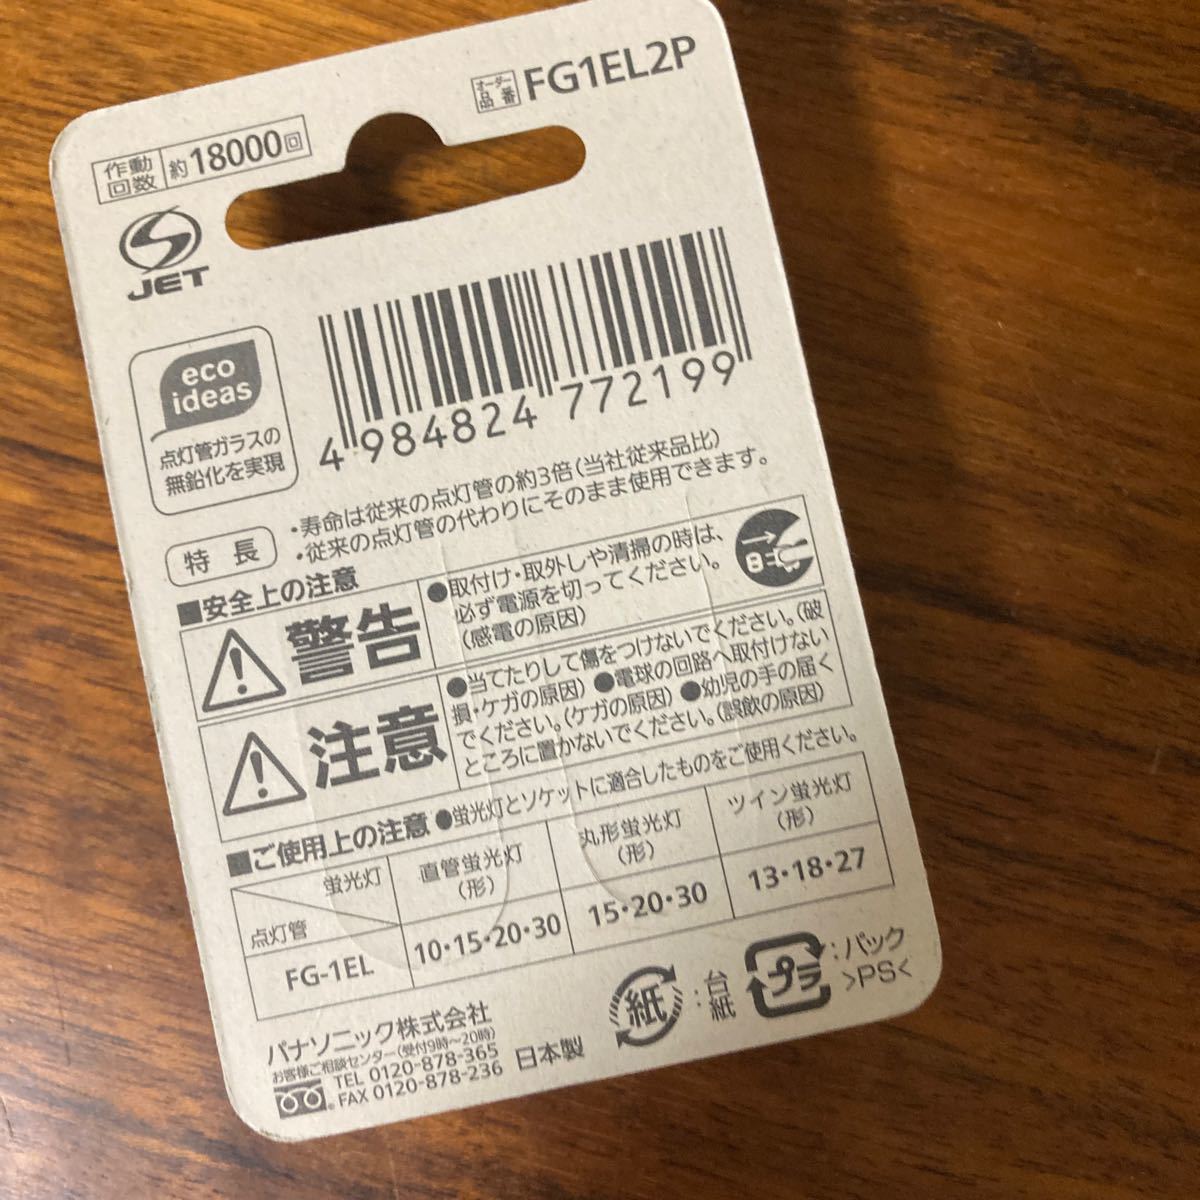 オーダー品番 FG1EL2P
作動回数 約18000回
JET
eco
ideas
点灯管ガラスの
無鉛化を実現
4 984824 772199
特長
・寿命は従来の点灯管の約3倍(当社従来品比)
・従来の点灯管の代わりにそのまま使用できます。
■安全上の注意
警告
●取付け・取外しや清掃の時は、
必ず電源を切ってください。
(感電の原因)
注意
●当てたりして傷をつけないでください。(破
損・ケガの原因) ●電球の回路へ取付けない
でください。(ケガの原因) ●幼児の手の届く
ところに置かないでください。(誤飲の原因)
■ご使用上の注意 ●蛍光灯とソケットに適合したものをご使用ください。
蛍光灯 直管蛍光灯(形) 丸形蛍光灯(形) ツイン蛍光灯(形)
点灯管
FG-1EL 10・15・20・30 15・20・30 13・18・27
パナソニック株式会社
お客様ご相談センター(受付9時～20時)
TEL 0120-878-365
FAX 0120-878-236
日本製
紙 :台紙
プラ :パック
>PS<